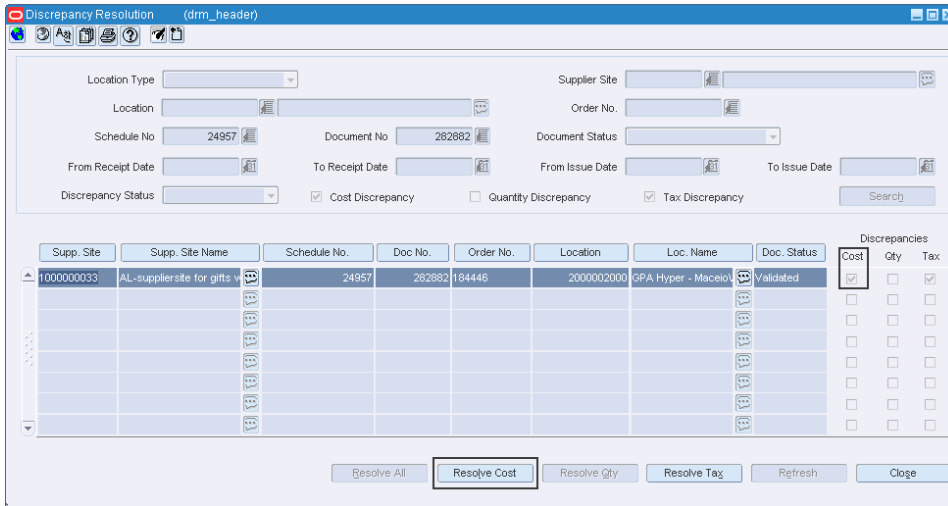 Discrepancy Resolution (drm_header)
Location Type Supplier Site
Location Order No.
Schedule No 24957 Document No 282882 Document Status
From Receipt Date To Receipt Date From Issue Date To Issue Date
Discrepancy Status Cost Discrepancy Quantity Discrepancy Tax Discrepancy Search
Discrepancies
Supp. Site Supp. Site Name Schedule No. Doc No. Order No. Location Loc. Name Doc. Status Cost Qty Tax
1000000033 AL-suppliersite for gifts 24957 282882 184446 2000002000 GPA Hyper - Maceio\ Validated
Resolve All Resolve Cost Resolve Qty Resolve Tax Refresh Close